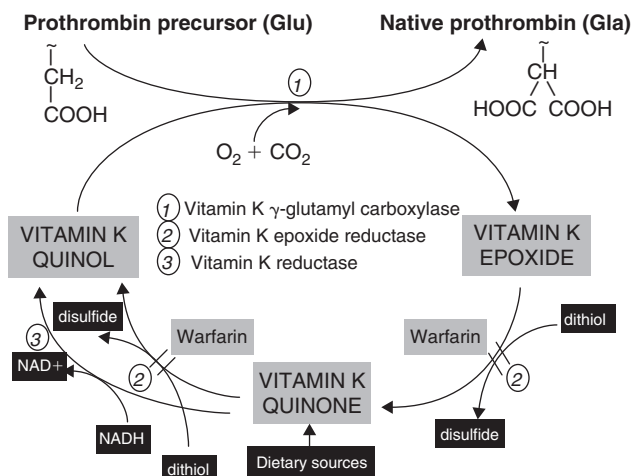 Prothrombin precursor (Glu)
Native prothrombin (Gla)
~
CH₂
COOH
~
CH
HOOC COOH
1
O₂ + CO₂
1 Vitamin K γ-glutamyl carboxylase
2 Vitamin K epoxide reductase
3 Vitamin K reductase
VITAMIN K
QUINOL
VITAMIN K
EPOXIDE
disulfide
Warfarin
Warfarin
dithiol
3
NAD+
2
VITAMIN K
QUINONE
2
NADH
dithiol
Dietary sources
disulfide